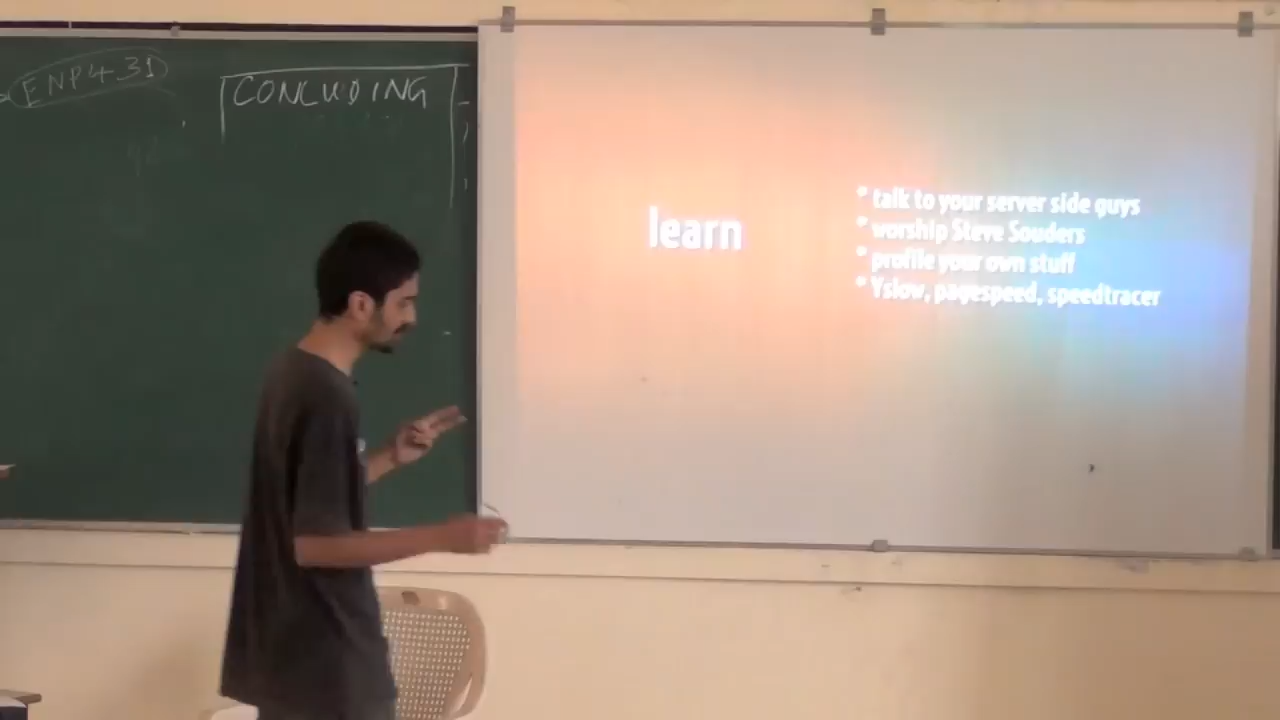 ENP431
CONCLUDING
learn
* talk to your server side guys
* worship Steve Souders
* profile your own stuff
* Yslow, pagespeed, speedtracer